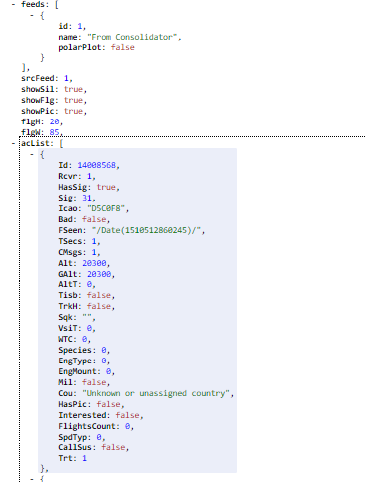 - feeds: [
- {
id: 1,
name: "From Consolidator",
polarPlot: false
}
],
srcFeed: 1,
showSil: true,
showFlg: true,
showPic: true,
flgH: 20,
flgW: 85,
- acList: [
- {
Id: 14008568,
Rcvr: 1,
HasSig: true,
Sig: 31,
Icao: "D5C0F8",
Bad: false,
FSeen: "/Date(1510512860245)/",
TSecs: 1,
CMsgs: 1,
Alt: 20300,
GAlt: 20300,
AltT: 0,
Tisb: false,
TrkH: false,
Sqk: "",
VsiT: 0,
WTC: 0,
Species: 0,
EngType: 0,
EngMount: 0,
Mil: false,
Cou: "Unknown or unassigned country",
HasPic: false,
Interested: false,
FlightsCount: 0,
SpdTyp: 0,
CallSus: false,
Trt: 1
},
- {